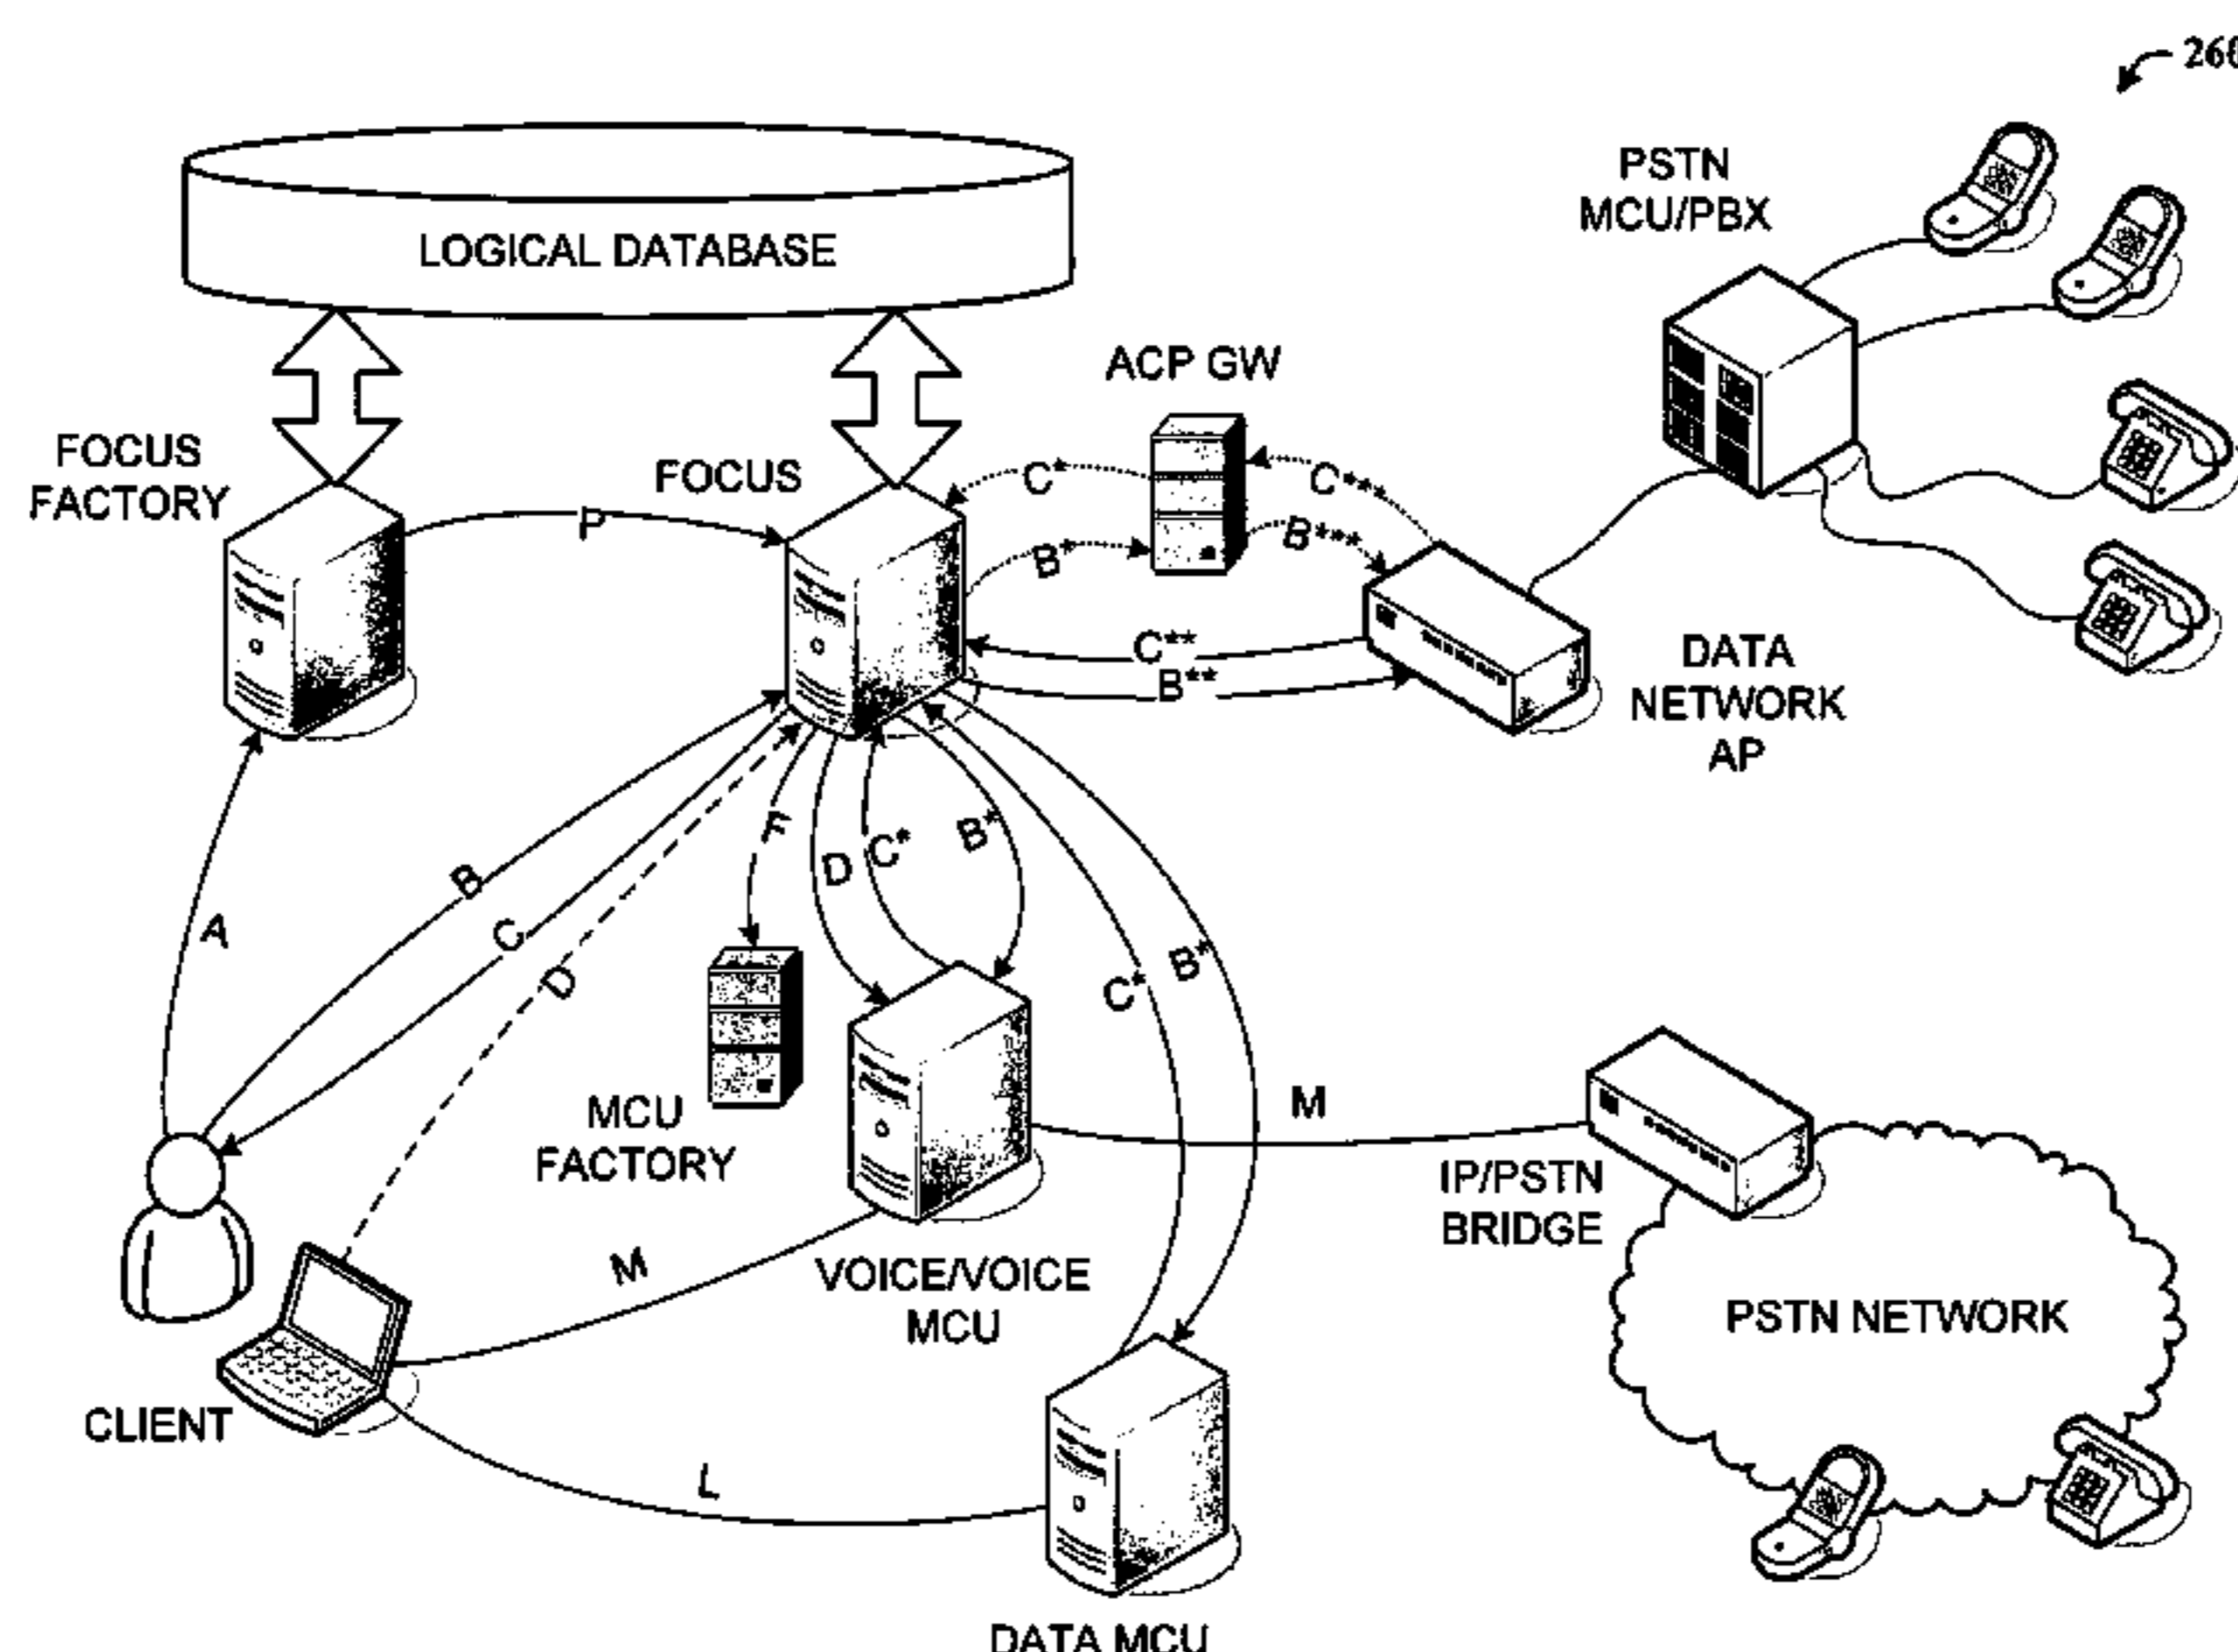 260
PSTN
MCU/PBX
LOGICAL DATABASE
ACP GW
FOCUS
FACTORY
FOCUS
C*
C***
P
B*
B***
C**
B**
DATA
NETWORK
AP
F
D
C*
B*
B
A
C
D
C*
B*
MCU
FACTORY
M
IP/PSTN
BRIDGE
M
VOICE/VOICE
MCU
PSTN NETWORK
CLIENT
L
DATA MCU